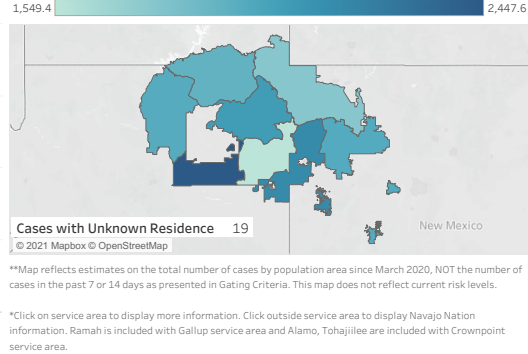 1,549.4 2,447.6
New Mexico
Cases with Unknown Residence 19
© 2021 Mapbox © OpenStreetMap
**Map reflects estimates on the total number of cases by population area since March 2020, NOT the number of
cases in the past 7 or 14 days as presented in Gating Criteria. This map does not reflect current risk levels.
*Click on service area to display more information. Click outside service area to display Navajo Nation
information. Ramah is included with Gallup service area and Alamo, Tohajiilee are included with Crownpoint
service area.